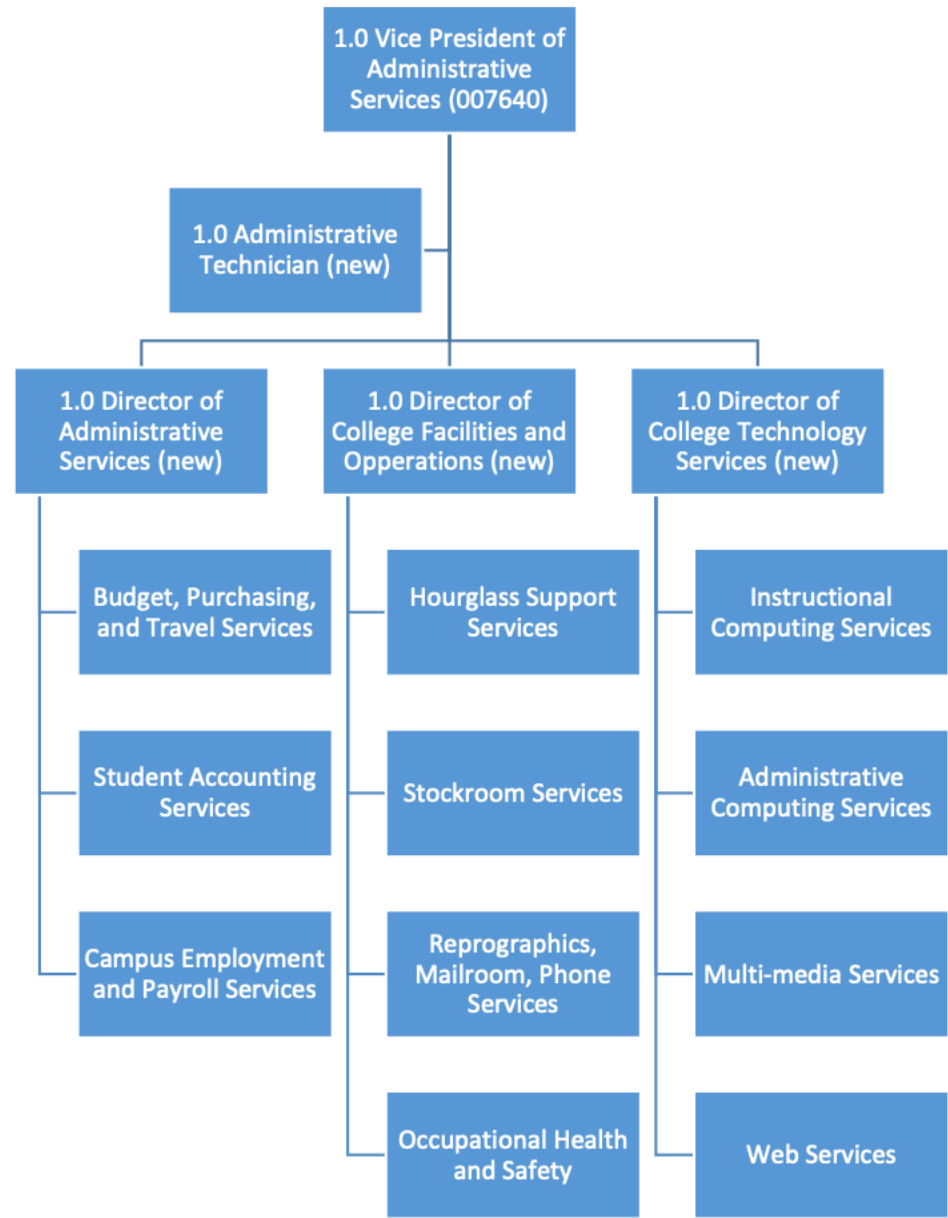 1.0 Vice President of
Administrative
Services (007640)
1.0 Administrative
Technician (new)
1.0 Director of
Administrative
Services (new)
1.0 Director of
College Facilities and
Opperations (new)
1.0 Director of
College Technology
Services (new)
Budget, Purchasing,
and Travel Services
Student Accounting
Services
Campus Employment
and Payroll Services
Hourglass Support
Services
Stockroom Services
Reprographics,
Mailroom, Phone
Services
Occupational Health
and Safety
Instructional
Computing Services
Administrative
Computing Services
Multi-media Services
Web Services